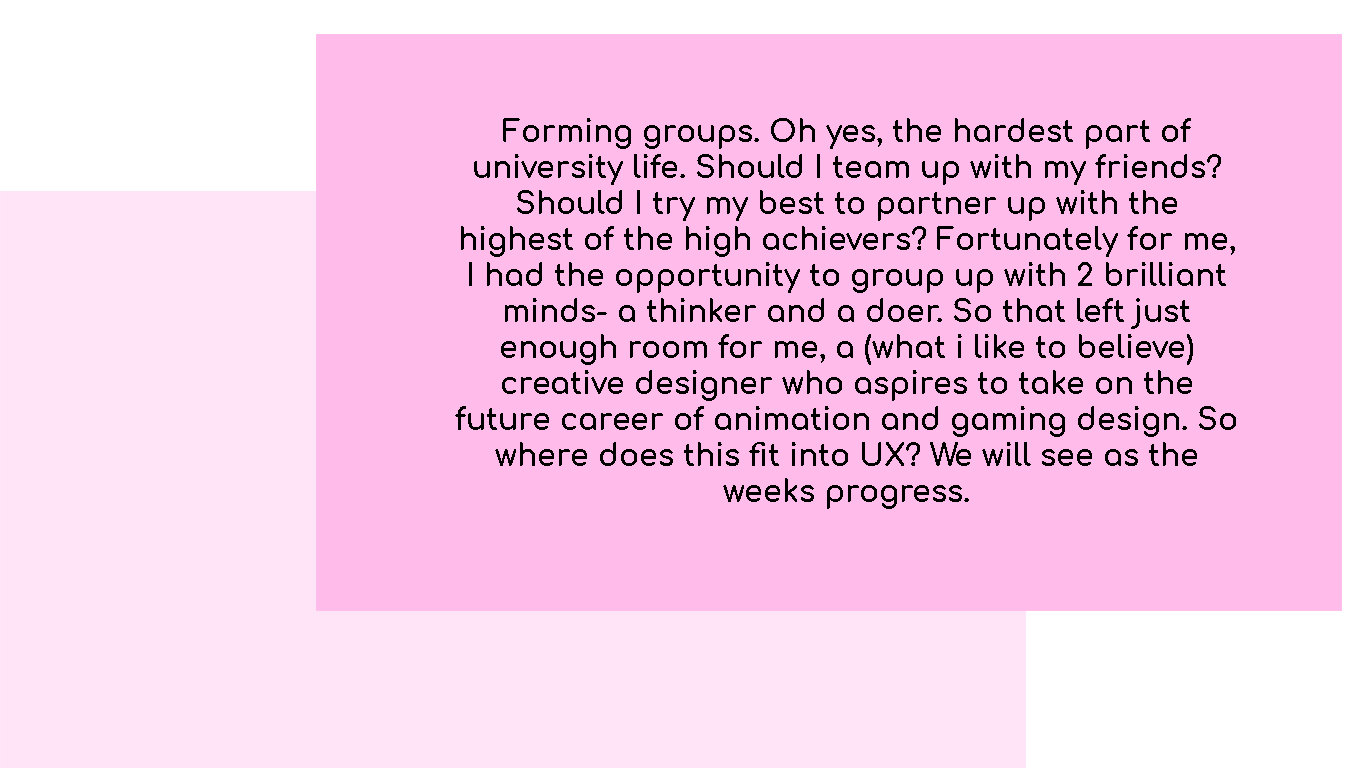 Forming groups. Oh yes, the hardest part of
university life. Should I team up with my friends?
Should I try my best to partner up with the
highest of the high achievers? Fortunately for me,
I had the opportunity to group up with 2 brilliant
minds- a thinker and a doer. So that left just
enough room for me, a (what i like to believe)
creative designer who aspires to take on the
future career of animation and gaming design. So
where does this fit into UX? We will see as the
weeks progress.